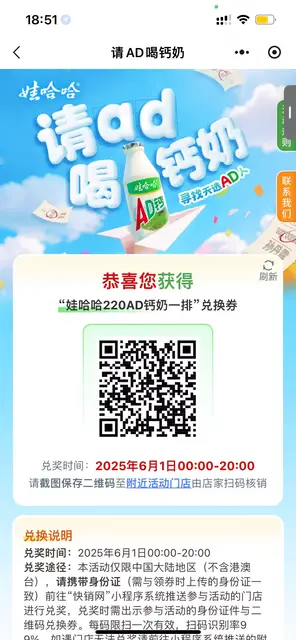 18:51
请AD喝钙奶
娃哈哈
请ad
喝钙奶
寻找天选AD人
娃哈哈
AD钙奶
则
联系我们
刷新
恭喜您获得
“娃哈哈220AD钙奶一排”兑换券
兑奖时间：2025年6月1日00:00-20:00
请截图保存二维码至附近活动门店由店家扫码核销
兑换说明
兑奖时间：2025年6月1日00:00-20:00
兑奖途径：本活动仅限中国大陆地区（不含港澳
台），请携带身份证（需与领券时上传的身份证一
致）前往“快销网”小程序系统推送参与活动的门店
进行兑奖，兑奖时需出示参与活动的身份证件与二
维码兑换券。每码限扫一次有效，扫码识别率9